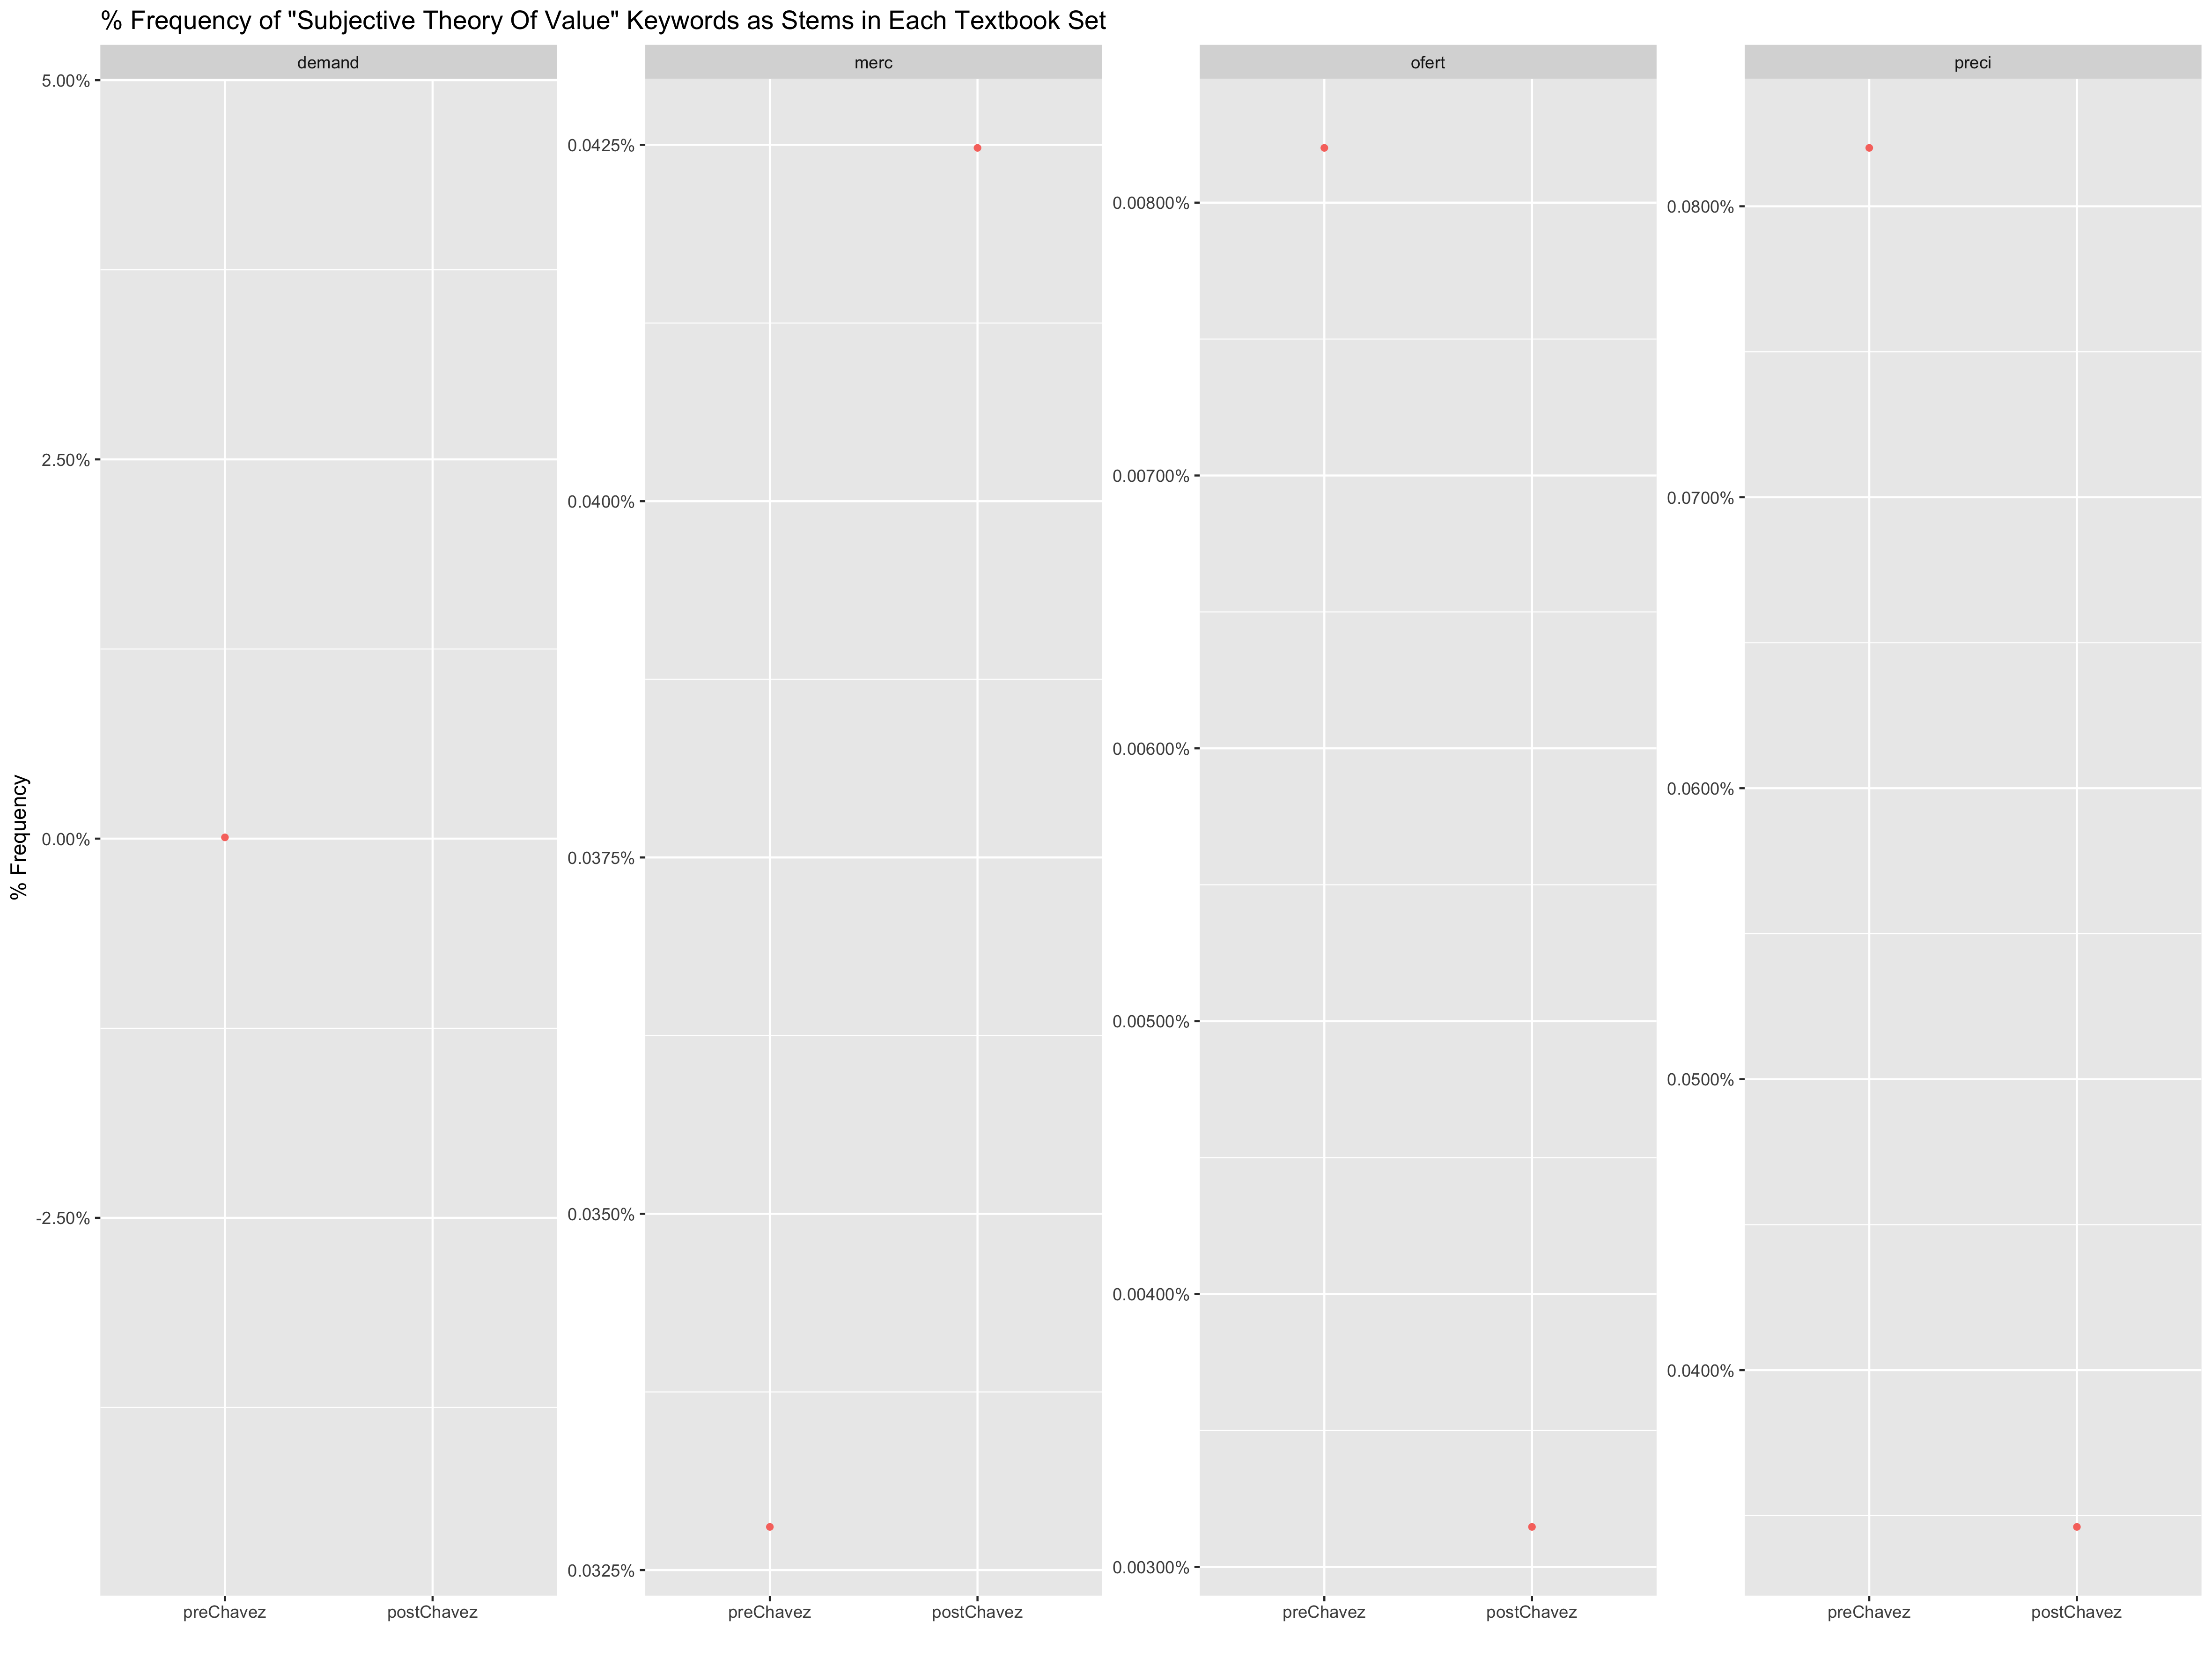 % Frequency of "Subjective Theory Of Value" Keywords as Stems in Each Textbook Set
demand
merc
ofert
preci
% Frequency
5.00%
2.50%
0.00%
-2.50%
0.0425%
0.0400%
0.0375%
0.0350%
0.0325%
0.00800%
0.00700%
0.00600%
0.00500%
0.00400%
0.00300%
0.0800%
0.0700%
0.0600%
0.0500%
0.0400%
preChavez postChavez
preChavez postChavez
preChavez postChavez
preChavez postChavez